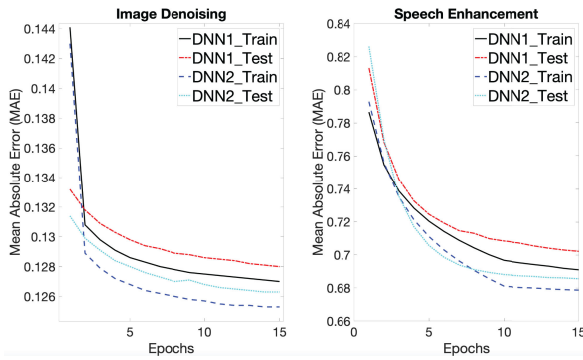 Image Denoising
0.144
0.142
0.14
0.138
0.136
0.134
0.132
0.13
0.128
0.126
Mean Absolute Error (MAE)
DNN1_Train
DNN1_Test
DNN2_Train
DNN2_Test
5
10
15
Epochs
Speech Enhancement
0.84
0.82
0.8
0.78
0.76
0.74
0.72
0.7
0.68
0.66
Mean Absolute Error (MAE)
DNN1_Train
DNN1_Test
DNN2_Train
DNN2_Test
0
5
10
15
Epochs